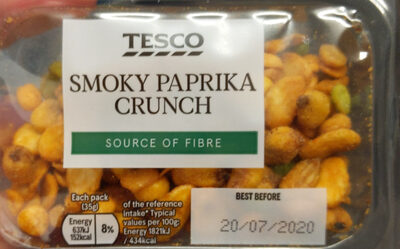 TESCO
SMOKY PAPRIKA
CRUNCH
SOURCE OF FIBRE
Each pack
(35g)
Energy
637kJ
152kcal
8%
of the reference
intake* Typical
values per 100g:
Energy 1821kJ
/ 434kcal
BEST BEFORE
20/07/2020